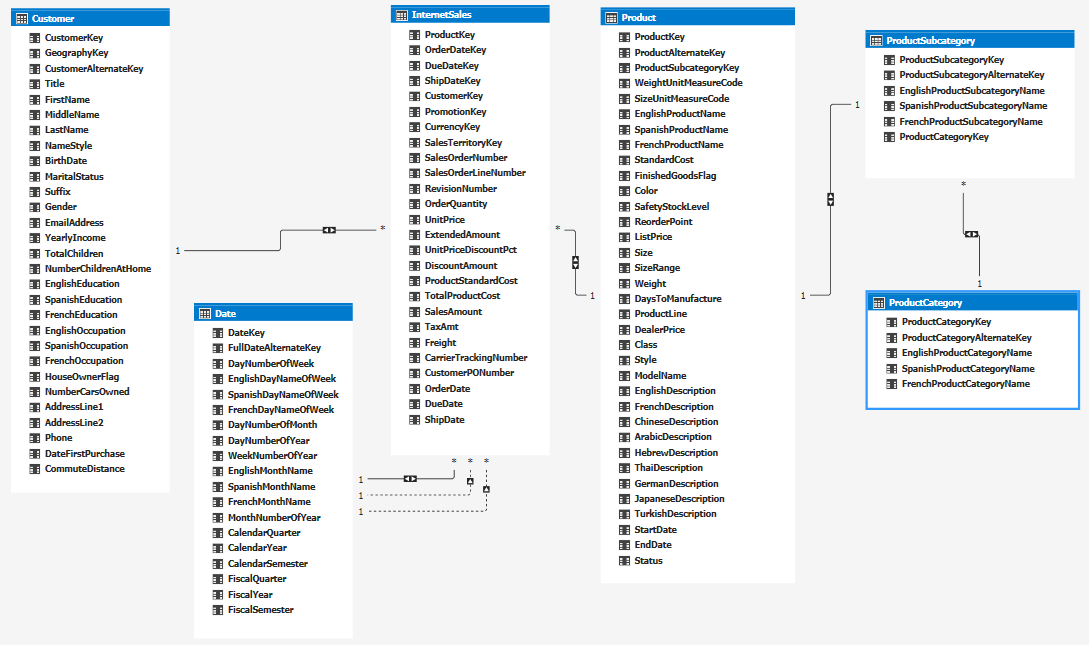 Customer
CustomerKey
GeographyKey
CustomerAlternateKey
Title
FirstName
MiddleName
LastName
NameStyle
BirthDate
MaritalStatus
Suffix
Gender
EmailAddress
YearlyIncome
TotalChildren
NumberChildrenAtHome
EnglishEducation
SpanishEducation
FrenchEducation
EnglishOccupation
SpanishOccupation
FrenchOccupation
HouseOwnerFlag
NumberCarsOwned
AddressLine1
AddressLine2
Phone
DateFirstPurchase
CommuteDistance
1
*
Date
DateKey
FullDateAlternateKey
DayNumberOfWeek
EnglishDayNameOfWeek
SpanishDayNameOfWeek
FrenchDayNameOfWeek
DayNumberOfMonth
DayNumberOfYear
WeekNumberOfYear
EnglishMonthName
SpanishMonthName
FrenchMonthName
MonthNumberOfYear
CalendarQuarter
CalendarYear
CalendarSemester
FiscalQuarter
FiscalYear
FiscalSemester
InternetSales
ProductKey
OrderDateKey
DueDateKey
ShipDateKey
CustomerKey
PromotionKey
CurrencyKey
SalesTerritoryKey
SalesOrderNumber
SalesOrderLineNumber
RevisionNumber
OrderQuantity
UnitPrice
ExtendedAmount
UnitPriceDiscountPct
DiscountAmount
ProductStandardCost
TotalProductCost
SalesAmount
TaxAmt
Freight
CarrierTrackingNumber
CustomerPONumber
OrderDate
DueDate
ShipDate
* * *
1
1
1
*
1
Product
ProductKey
ProductAlternateKey
ProductSubcategoryKey
WeightUnitMeasureCode
SizeUnitMeasureCode
EnglishProductName
SpanishProductName
FrenchProductName
StandardCost
FinishedGoodsFlag
Color
SafetyStockLevel
ReorderPoint
ListPrice
Size
SizeRange
Weight
DaysToManufacture
ProductLine
DealerPrice
Class
Style
ModelName
EnglishDescription
FrenchDescription
ChineseDescription
ArabicDescription
HebrewDescription
ThaiDescription
GermanDescription
JapaneseDescription
TurkishDescription
StartDate
EndDate
Status
1
1
ProductSubcategory
ProductSubcategoryKey
ProductSubcategoryAlternateKey
EnglishProductSubcategoryName
SpanishProductSubcategoryName
FrenchProductSubcategoryName
ProductCategoryKey
*
1
ProductCategory
ProductCategoryKey
ProductCategoryAlternateKey
EnglishProductCategoryName
SpanishProductCategoryName
FrenchProductCategoryName